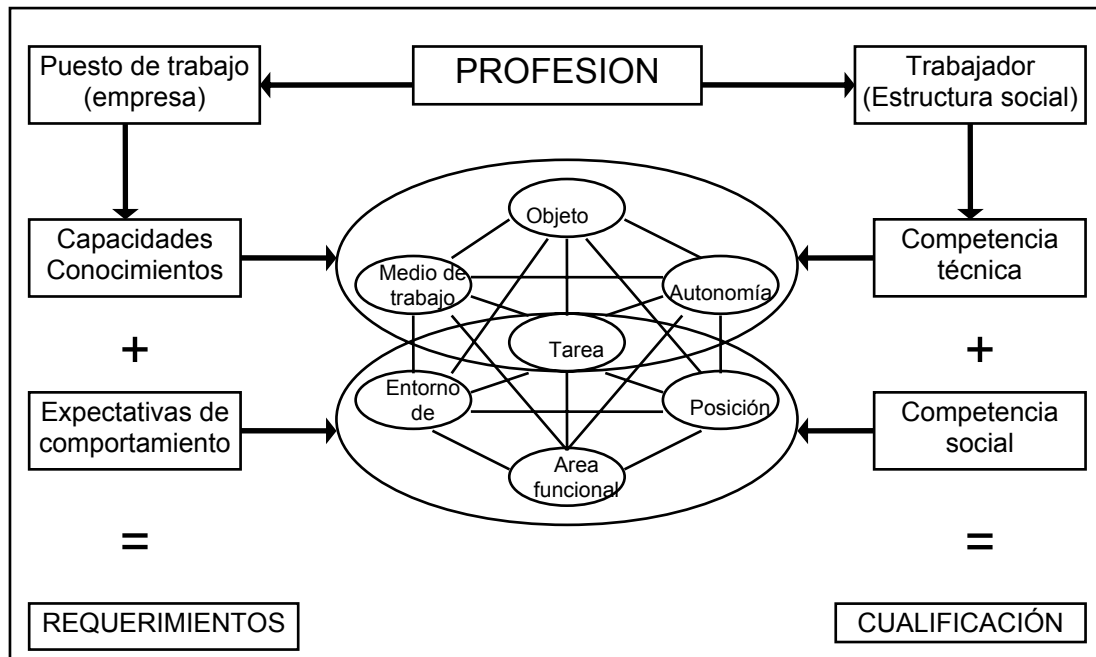 Puesto de trabajo
(empresa)
PROFESION
Trabajador
(Estructura social)
Capacidades
Conocimientos
Objeto
Medio de
trabajo
Autonomía
Competencia
técnica
+
Tarea
+
Expectativas de
comportamiento
Entorno
de
Posición
Competencia
social
Area
funcional
=
=
REQUERIMIENTOS
CUALIFICACIÓN